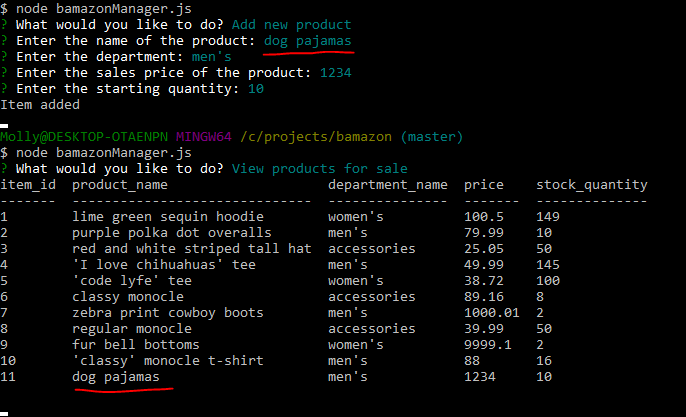 $ node bamazonManager.js
? What would you like to do? Add new product
? Enter the name of the product: dog pajamas
? Enter the department: men's
? Enter the sales price of the product: 1234
? Enter the starting quantity: 10
Item added
Molly@DESKTOP-OTAENPN MINGW64 /c/projects/bamazon (master)
$ node bamazonManager.js
? What would you like to do? View products for sale
item_id  product_name                    department_name  price    stock_quantity
-------  ------------------------------  ---------------  -------  --------------
1        lime green sequin hoodie        women's          100.5    149
2        purple polka dot overalls       men's            79.99    10
3        red and white striped tall hat  accessories      25.05    50
4        'I love chihuahuas' tee         men's            49.99    145
5        'code lyfe' tee                 women's          38.72    100
6        classy monocle                  accessories      89.16    8
7        zebra print cowboy boots        men's            1000.01  2
8        regular monocle                 accessories      39.99    50
9        fur bell bottoms                women's          9999.1   2
10       'classy' monocle t-shirt        men's            88       16
11       dog pajamas                     men's            1234     10